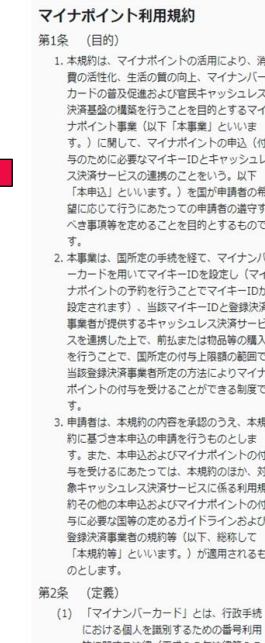 マイナポイント利用規約
第1条 （目的）
1. 本規約は、マイナポイントの活用により、消
費の活性化、生活の質の向上、マイナンバー
カードの普及促進および官民キャッシュレス
決済基盤の構築を行うことを目的とするマイ
ナポイント事業（以下「本事業」といいま
す。）に関して、マイナポイントの申込（付
与のために必要なマイキーIDとキャッシュレ
ス決済サービスの連携のことをいう。以下
「本申込」といいます。）を国が申請者の希
望に応じて行うにあたっての申請者の遵守す
べき事項等を定めることを目的とするもので
す。
2. 本事業は、国所定の手続を経て、マイナンバ
ーカードを用いてマイキーIDを設定し（マイ
ナポイントの予約を行うことでマイキーIDが
設定されます）、当該マイキーIDと登録決済
事業者が提供するキャッシュレス決済サービ
スを連携した上で、前払または物品等の購入
を行うことで、国所定の付与上限額の範囲で
当該登録決済事業者所定の方法によりマイナ
ポイントの付与を受けることができる制度で
す。
3. 申請者は、本規約の内容を承認のうえ、本規
約に基づき本申込の申請を行うものとしま
す。また、本申込およびマイナポイントの付
与を受けるにあたっては、本規約のほか、対
象キャッシュレス決済サービスに係る利用規
約その他の本申込およびマイナポイントの付
与に必要な国等の定めるガイドラインおよび
登録決済事業者の規約等（以下、総称して
「本規約等」といいます。）が適用されるも
のとします。
第2条 （定義）
(1) 「マイナンバーカード」とは、行政手続
における個人を識別するための番号利用